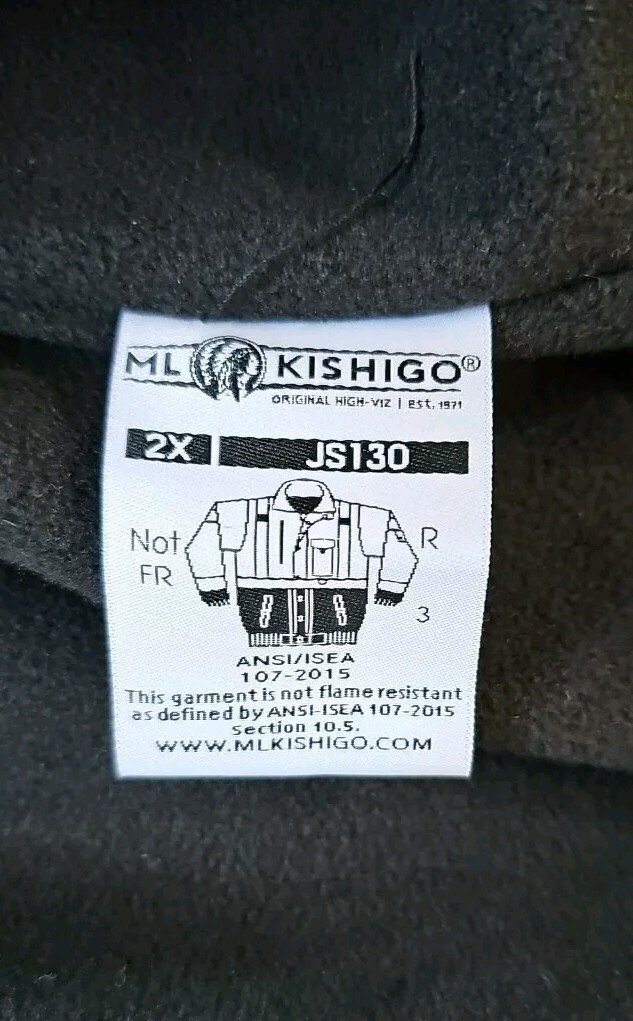 ML KISHIGO®
ORIGINAL HIGH-VIZ | Est. 1971
2X | JS130
Not FR
R
3
ANSI/ISEA
107-2015
This garment is not flame resistant
as defined by ANSI-ISEA 107-2015
Section 10.5.
WWW.MLKISHIGO.COM